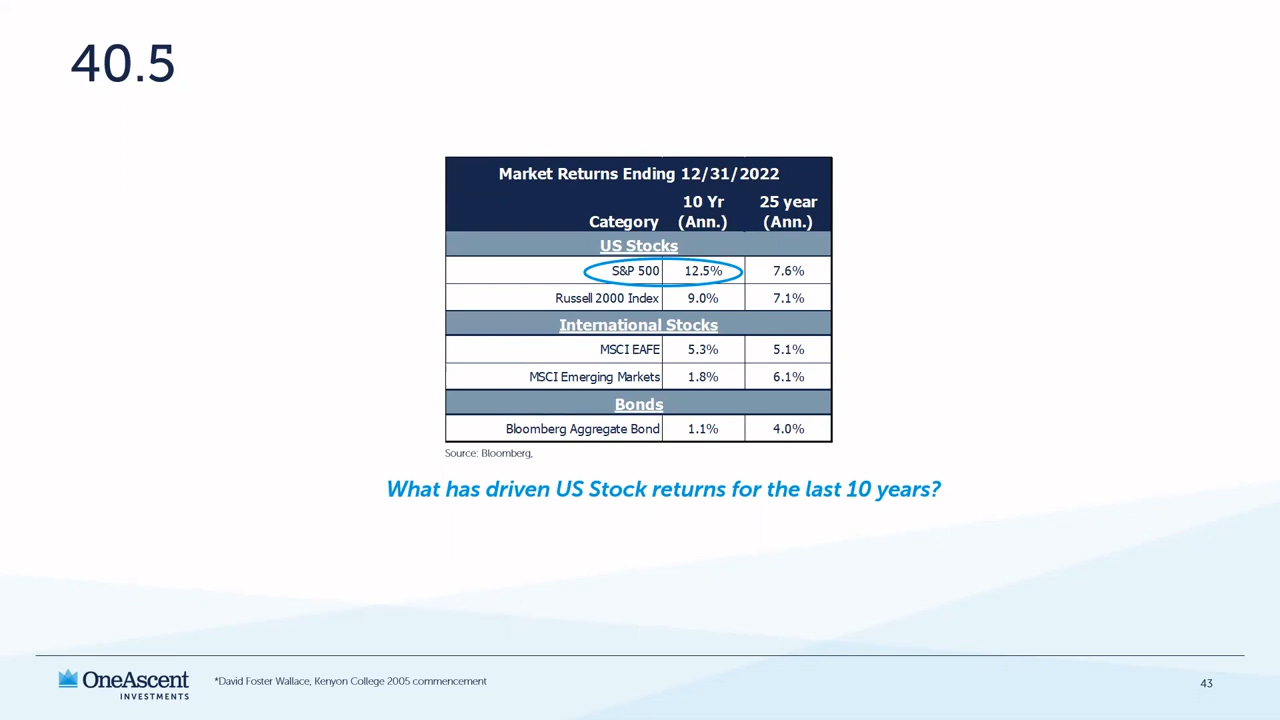 40.5
Market Returns Ending 12/31/2022
Category 10 Yr (Ann.) 25 year (Ann.)
US Stocks
S&P 500 12.5% 7.6%
Russell 2000 Index 9.0% 7.1%
International Stocks
MSCI EAFE 5.3% 5.1%
MSCI Emerging Markets 1.8% 6.1%
Bonds
Bloomberg Aggregate Bond 1.1% 4.0%
Source: Bloomberg,
What has driven US Stock returns for the last 10 years?
OneAscent
INVESTMENTS
*David Foster Wallace, Kenyon College 2005 commencement
43